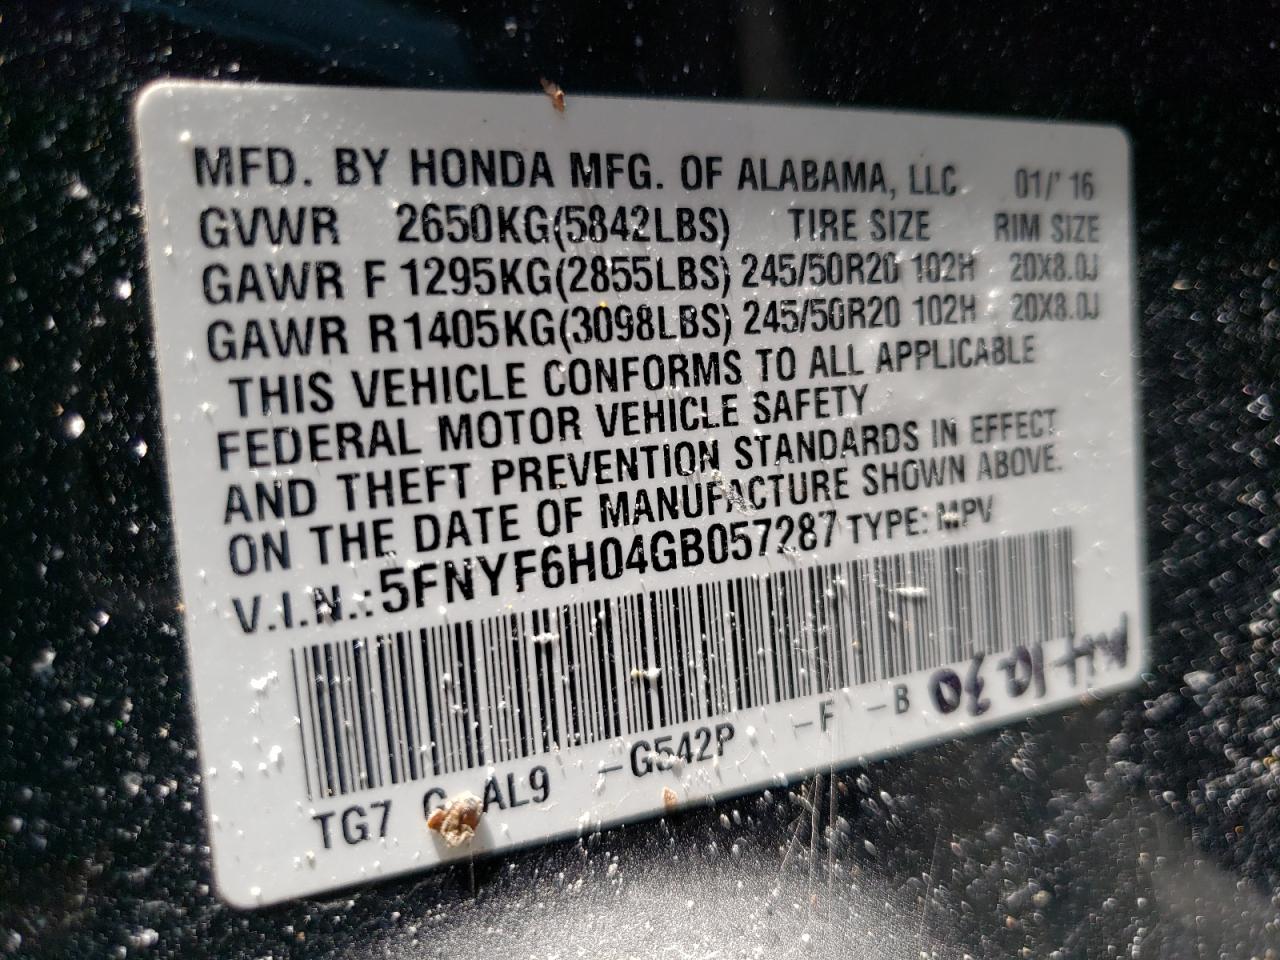 MFD. BY HONDA MFG. OF ALABAMA, LLC 01/'16
GVWR 2650KG(5842LBS) TIRE SIZE RIM SIZE
GAWR F 1295KG(2855LBS) 245/50R20 102H 20X8.0J
GAWR R1405KG(3098LBS) 245/50R20 102H 20X8.0J
THIS VEHICLE CONFORMS TO ALL APPLICABLE
FEDERAL MOTOR VEHICLE SAFETY
AND THEFT PREVENTION STANDARDS IN EFFECT
ON THE DATE OF MANUFACTURE SHOWN ABOVE.
V.I.N.: 5FNYF6H04GB057287 TYPE: MPV
TG7 AL9 -G542P -F -B